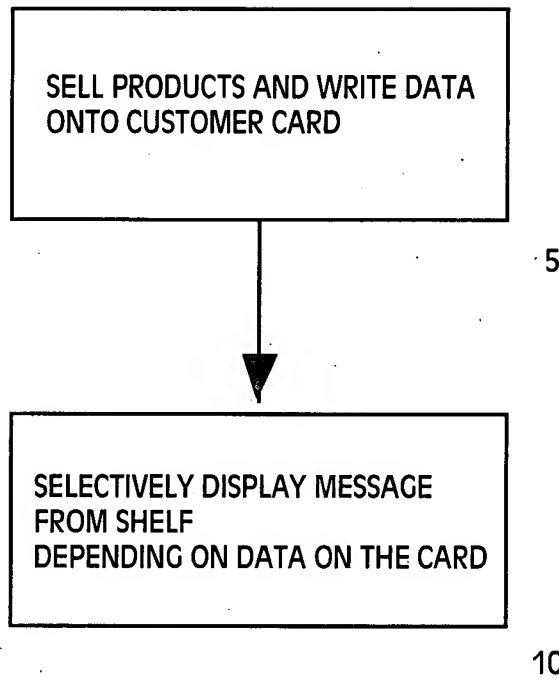 SELL PRODUCTS AND WRITE DATA
ONTO CUSTOMER CARD
5
SELECTIVELY DISPLAY MESSAGE
FROM SHELF
DEPENDING ON DATA ON THE CARD
10